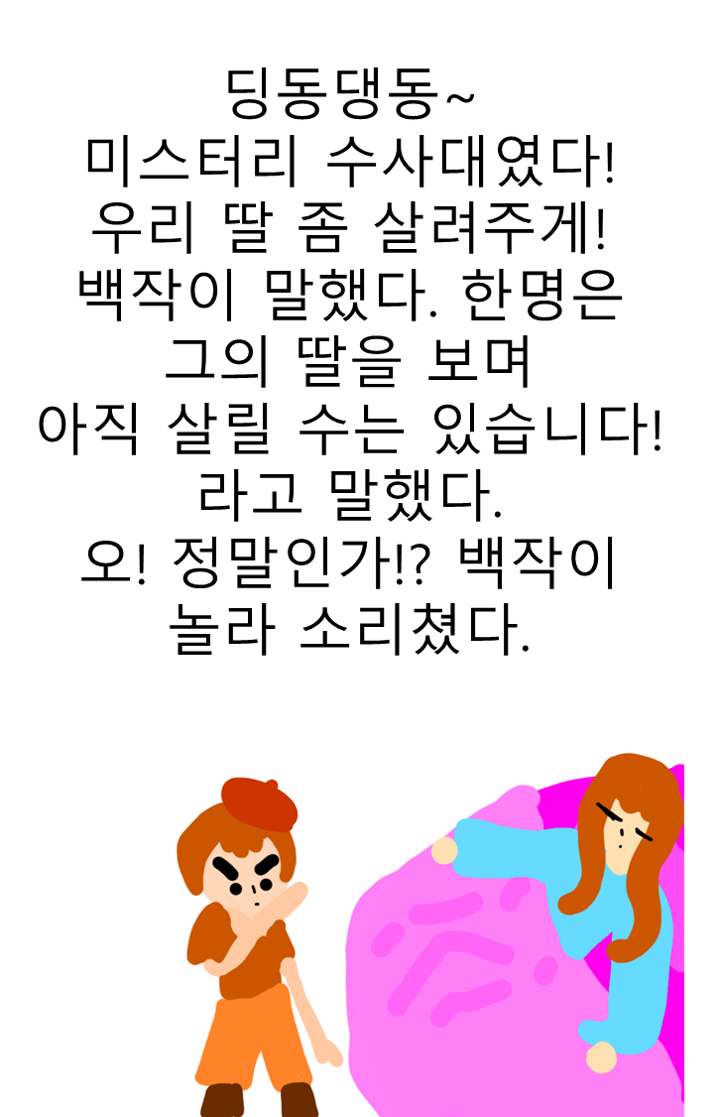 딩동댕동~
미스터리 수사대였다!
우리 딸 좀 살려주게!
백작이 말했다. 한명은
그의 딸을 보며
아직 살릴 수는 있습니다!
라고 말했다.
오! 정말인가!? 백작이
놀라 소리쳤다.